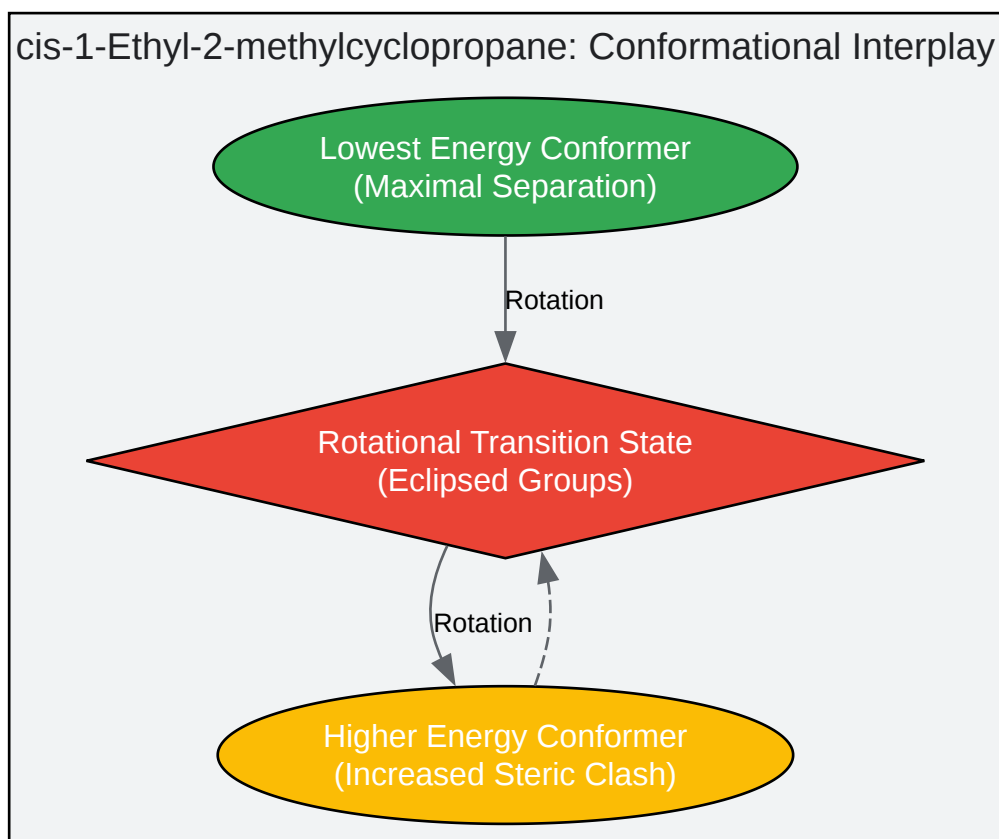 cis-1-Ethyl-2-methylcyclopropane: Conformational Interplay
Lowest Energy Conformer
(Maximal Separation)
Rotation
Rotational Transition State
(Eclipsed Groups)
Rotation
Higher Energy Conformer
(Increased Steric Clash)